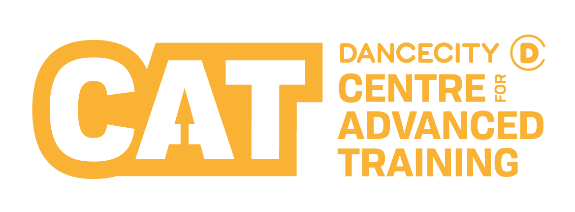 CAT
DANCECITY D
CENTRE FOR
ADVANCED
TRAINING